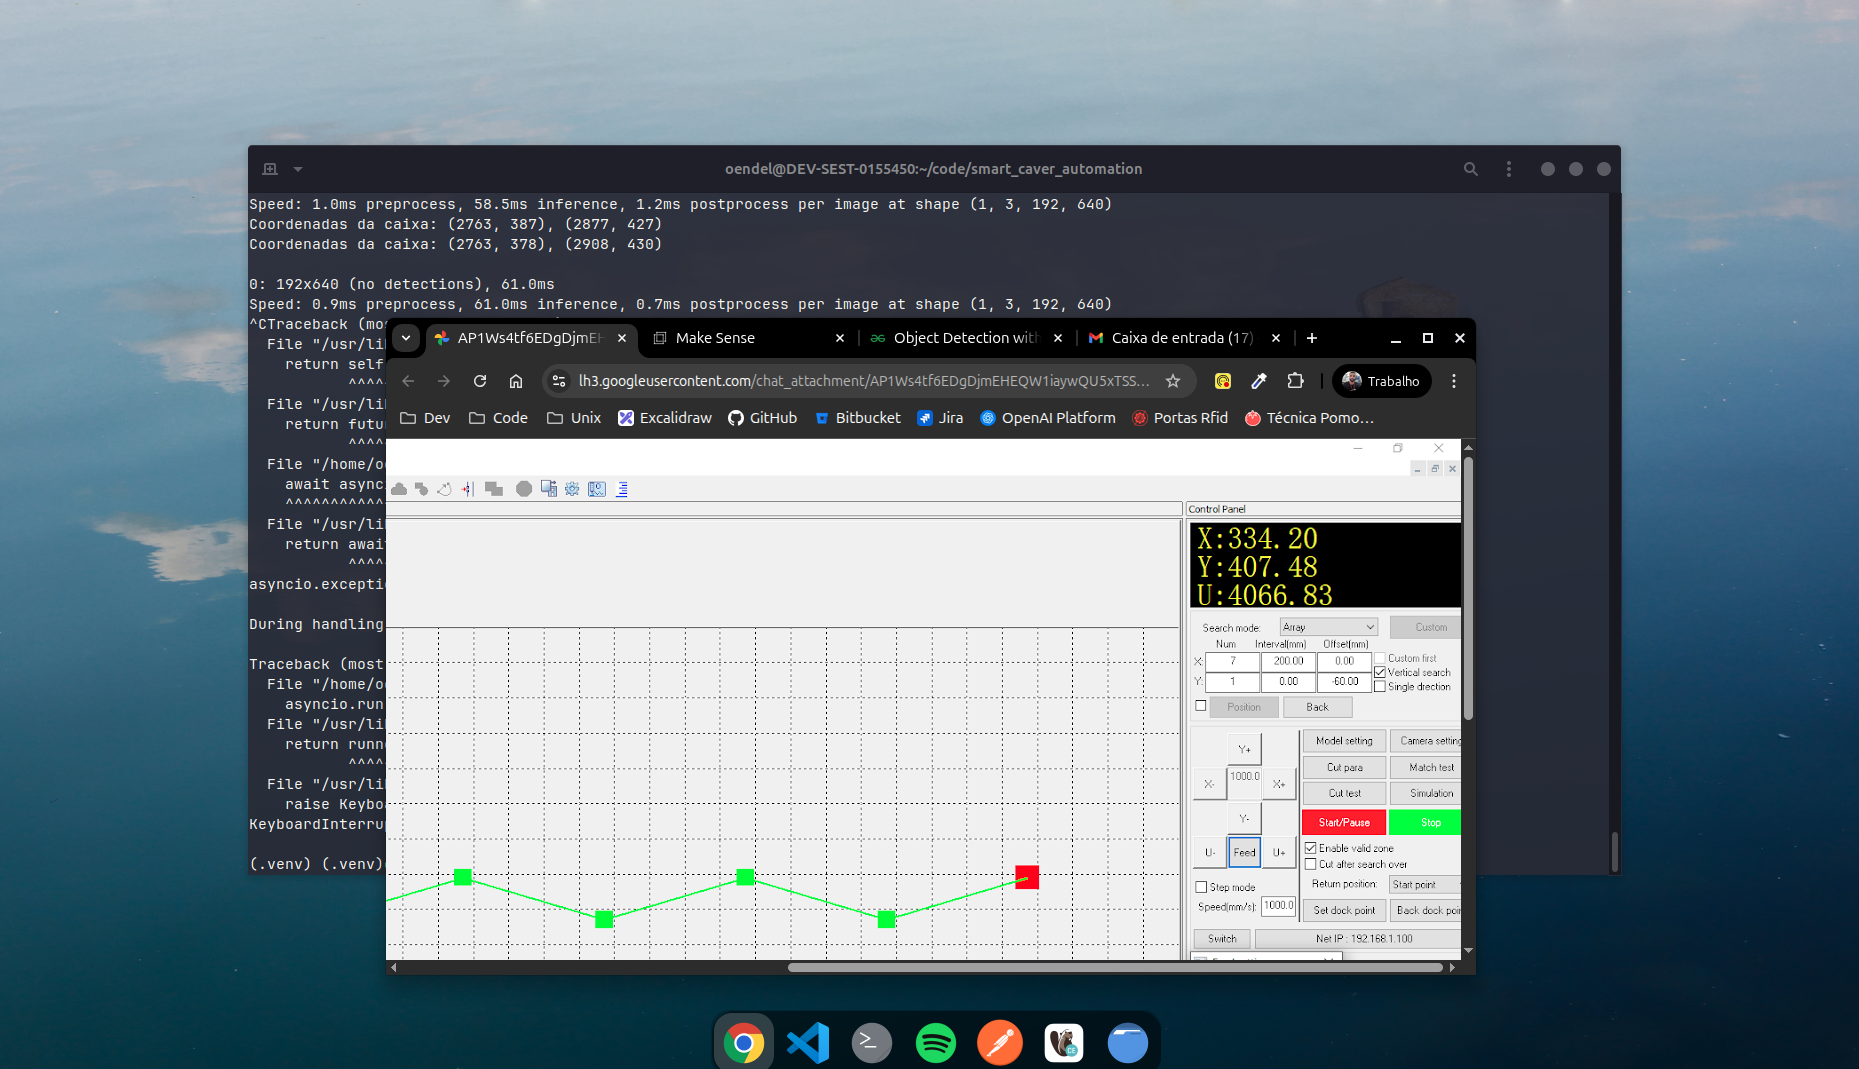 oendel@DEV-SEST-0155450:~/code/smart_caver_automation
Speed: 1.0ms preprocess, 58.5ms inference, 1.2ms postprocess per image at shape (1, 3, 192, 640)
Coordenadas da caixa: (2763, 387), (2877, 427)
Coordenadas da caixa: (2763, 378), (2908, 430)
0: 192x640 (no detections), 61.0ms
Speed: 0.9ms preprocess, 61.0ms inference, 0.7ms postprocess per image at shape (1, 3, 192, 640)
^CTraceback (mos
File "/usr/li
return self
^^^^
File "/usr/li
return futu
^^^^
File "/home/o
await async
^^^^^^^^^^^
File "/usr/li
return await
^^^^
asyncio.excepti
During handling
Traceback (most
File "/home/o
asyncio.run
File "/usr/li
return runn
^^^^
File "/usr/li
raise Keybo
KeyboardInterrup
(.venv) (.venv)
AP1Ws4tf6EDgDjmEH
Make Sense
Object Detection with
Caixa de entrada (17)
lh3.googleusercontent.com/chat_attachment/AP1Ws4tf6EDgDjmEHEQW1iaywQU5xTSS...
Trabalho
Dev
Code
Unix
Excalidraw
GitHub
Bitbucket
Jira
OpenAI Platform
Portas Rfid
Técnica Pomo...
Control Panel
X:334.20
Y:407.48
U:4066.83
Search mode: Array Custom
Num Interval(mm) Offset(mm)
X: 7 200.00 0.00 Custom first
Vertical search
Y: 1 0.00 -60.00 Single drection
Position Back
Y+
X- 1000.0 X+
Y-
U- Feed U+
Step mode
Speed(mm/s): 1000.0
Model setting Camera setting
Cut para Match test
Cut test Simulation
Start/Pause Stop
Enable valid zone
Cut after search over
Return position: Start point
Set dock point Back dock poi
Switch Net IP : 192.168.1.100
CE